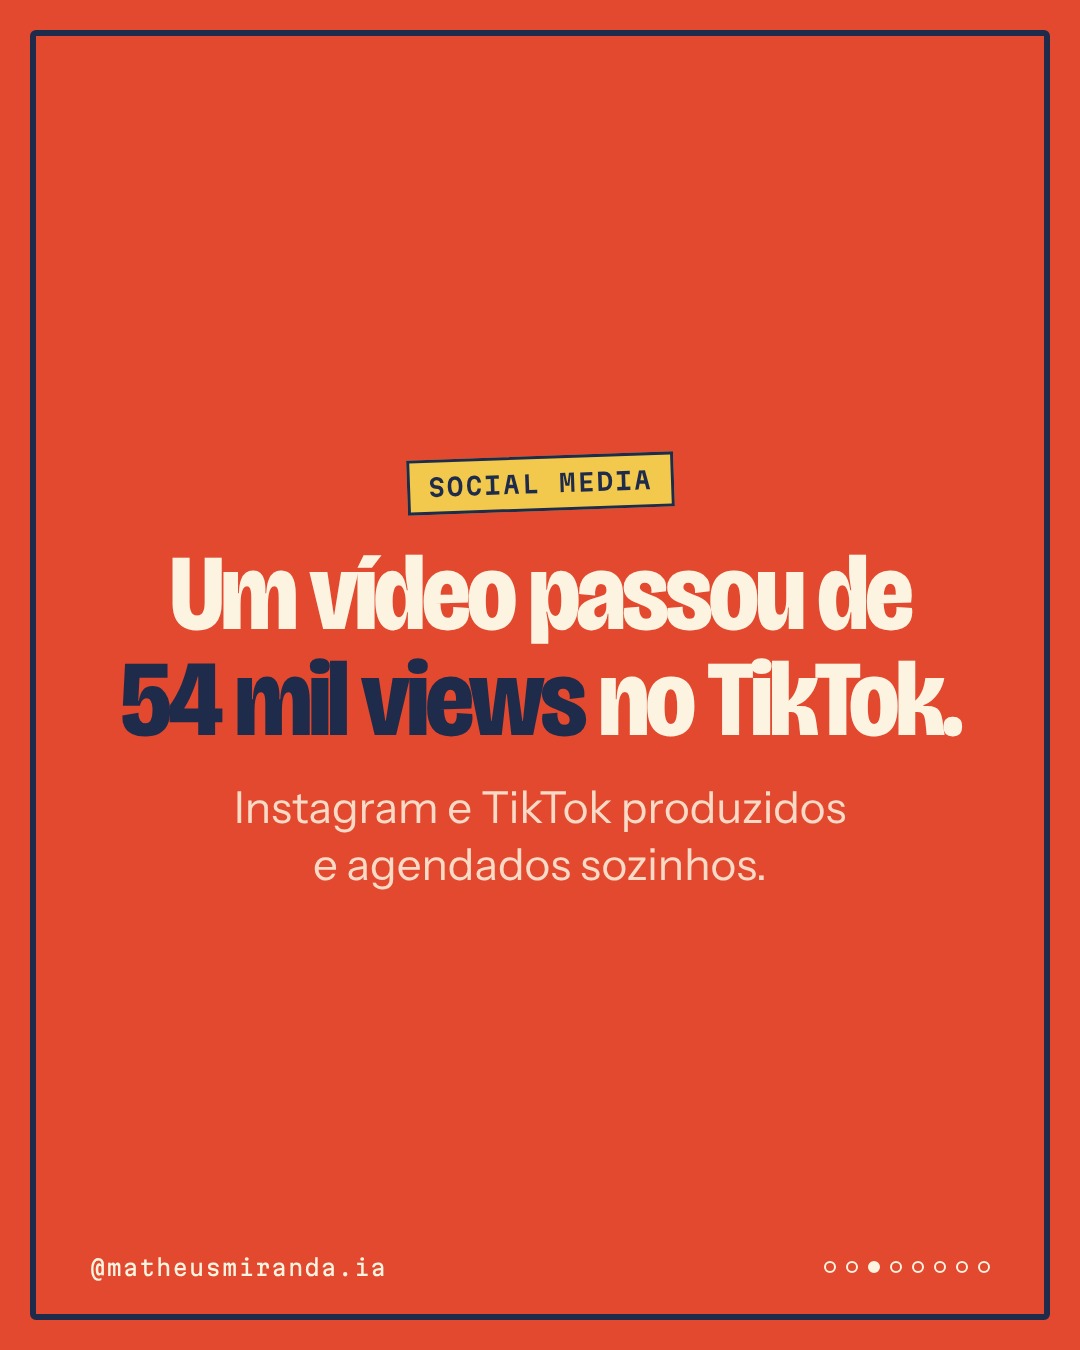 SOCIAL MEDIA
Um vídeo passou de
54 mil views no TikTok.
Instagram e TikTok produzidos
e agendados sozinhos.
@matheusmiranda.ia